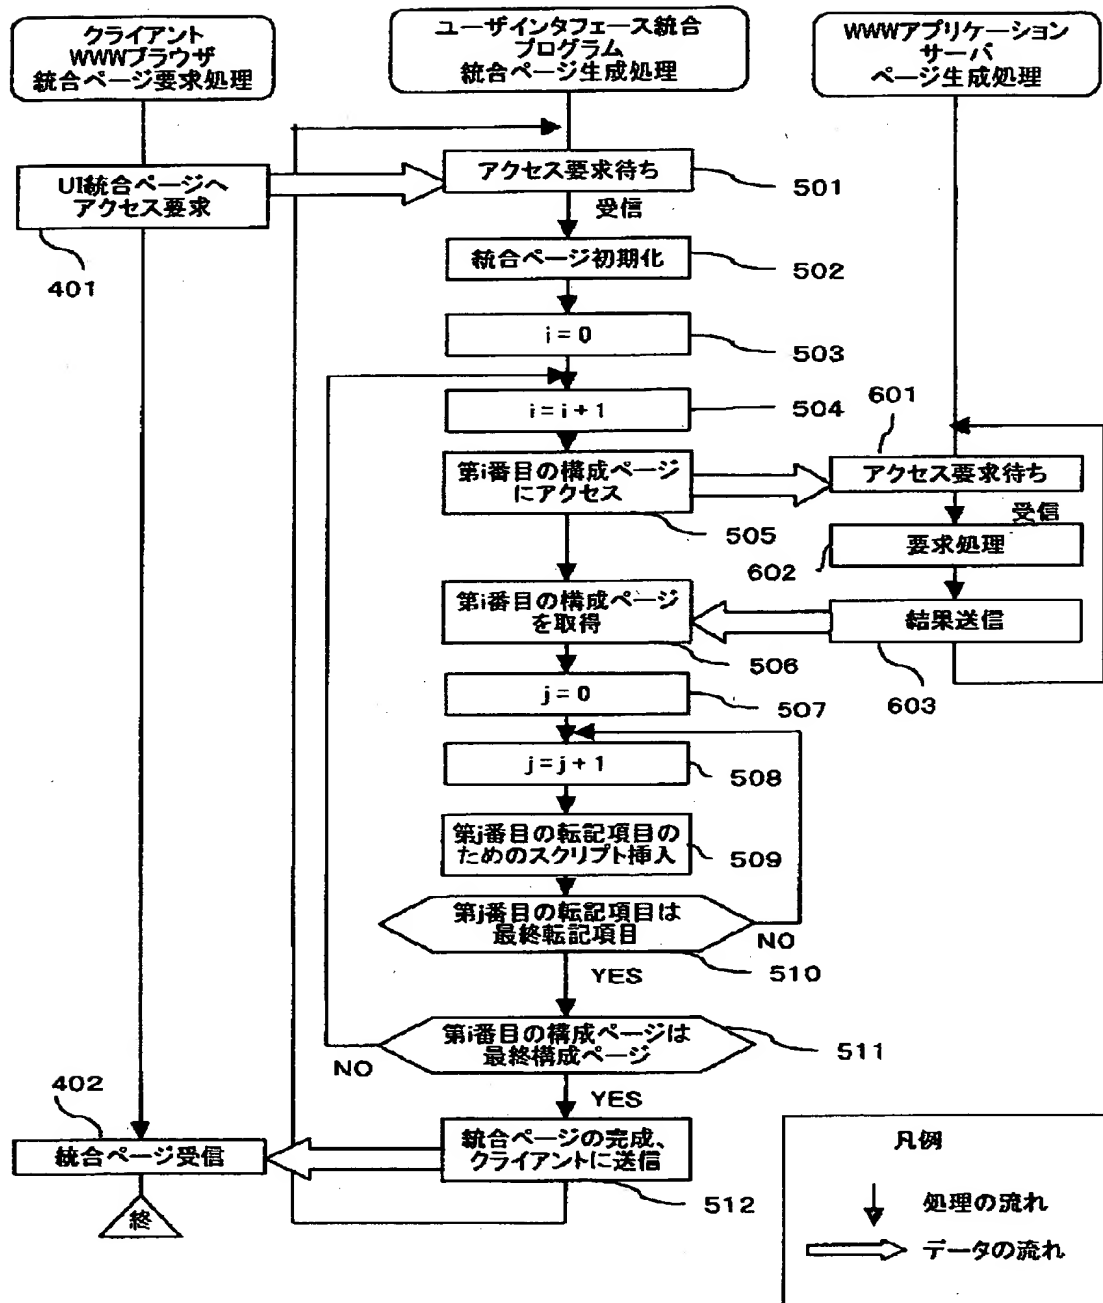 クライアント
WWWブラウザ
統合ページ要求処理
ユーザインタフェース統合
プログラム
統合ページ生成処理
WWWアプリケーション
サーバ
ページ生成処理
UI統合ページへ
アクセス要求
401
アクセス要求待ち
501
受信
統合ページ初期化
502
i = 0
503
i = i + 1
504
第i番目の構成ページ
にアクセス
505
601
アクセス要求待ち
受信
要求処理
602
結果送信
603
第i番目の構成ページ
を取得
506
j = 0
507
j = j + 1
508
第j番目の転記項目の
ためのスクリプト挿入
509
第j番目の転記項目は
最終転記項目
NO
510
YES
第i番目の構成ページは
最終構成ページ
511
NO
YES
402
統合ページ受信
統合ページの完成、
クライアントに送信
512
終
凡例
処理の流れ
データの流れ